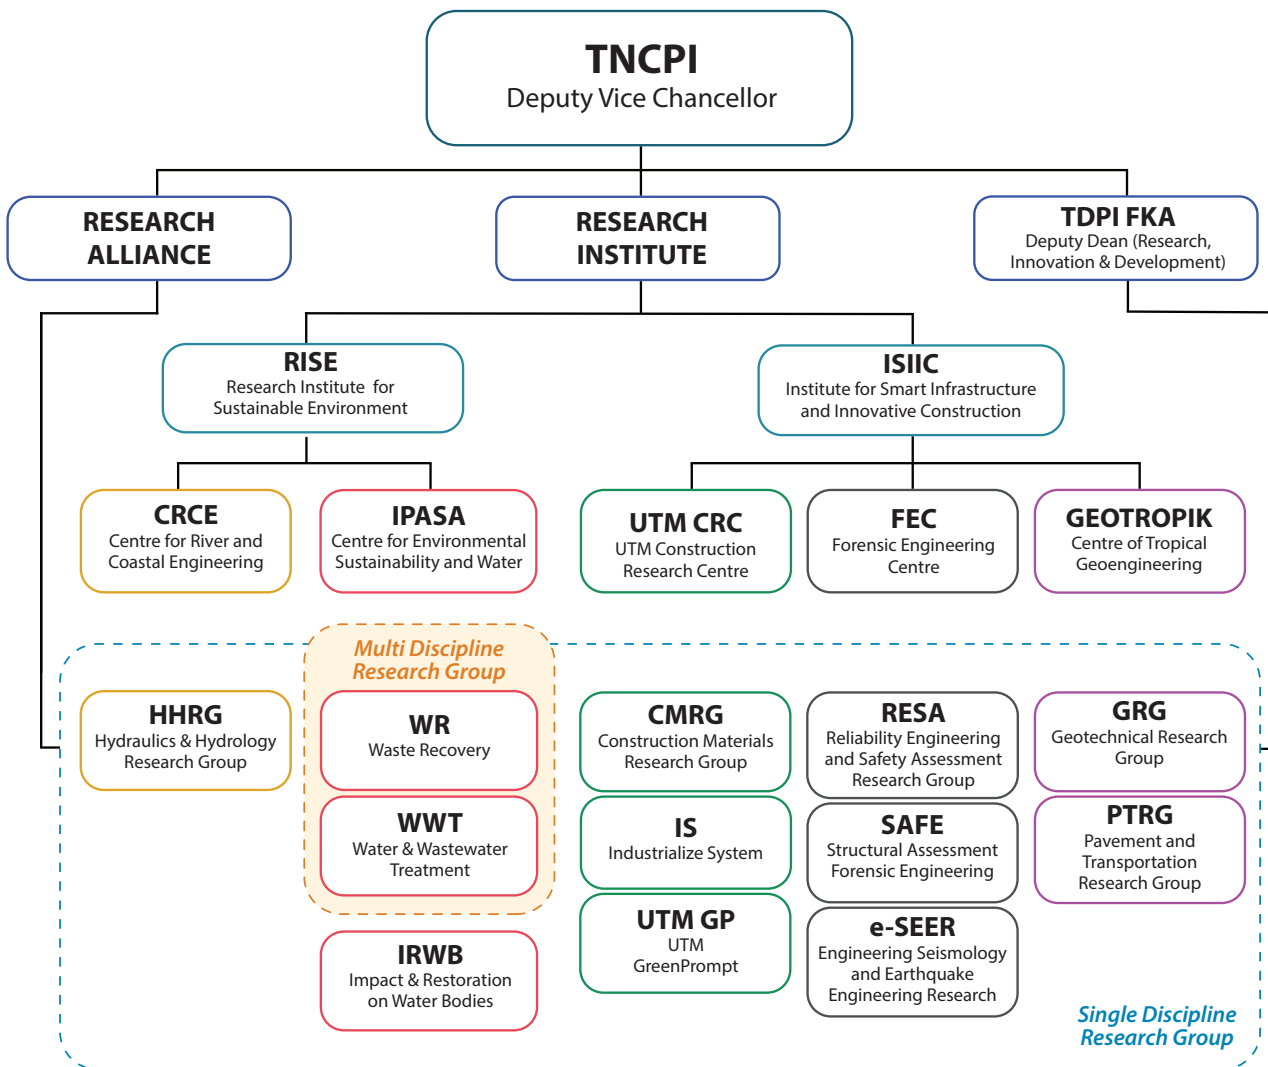 TNCPI
Deputy Vice Chancellor
RESEARCH
ALLIANCE
RESEARCH
INSTITUTE
TDPI FKA
Deputy Dean (Research,
Innovation & Development)
RISE
Research Institute for
Sustainable Environment
ISIIC
Institute for Smart Infrastructure
and Innovative Construction
CRCE
Centre for River and
Coastal Engineering
IPASA
Centre for Environmental
Sustainability and Water
UTM CRC
UTM Construction
Research Centre
FEC
Forensic Engineering
Centre
GEOTROPIK
Centre of Tropical
Geoengineering
Multi Discipline
Research Group
HHRG
Hydraulics & Hydrology
Research Group
WR
Waste Recovery
WWT
Water & Wastewater
Treatment
IRWB
Impact & Restoration
on Water Bodies
CMRG
Construction Materials
Research Group
IS
Industrialize System
UTM GP
UTM
GreenPrompt
RESA
Reliability Engineering
and Safety Assessment
Research Group
SAFE
Structural Assessment
Forensic Engineering
e-SEER
Engineering Seismology
and Earthquake
Engineering Research
GRG
Geotechnical Research
Group
PTRG
Pavement and
Transportation
Research Group
Single Discipline
Research Group